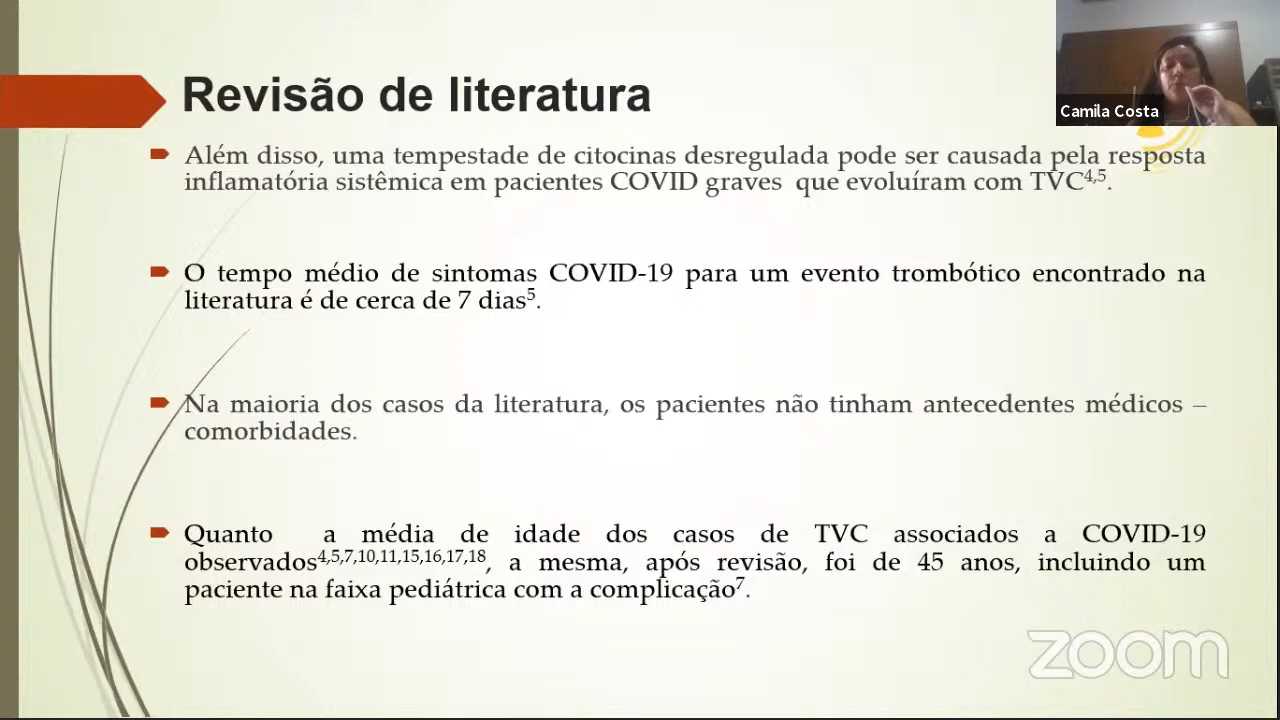 Revisão de literatura
Camila Costa
Além disso, uma tempestade de citocinas desregulada pode ser causada pela resposta
inflamatória sistêmica em pacientes COVID graves que evoluíram com TVC4,5.
O tempo médio de sintomas COVID-19 para um evento trombótico encontrado na
literatura é de cerca de 7 dias5.
Na maioria dos casos da literatura, os pacientes não tinham antecedentes médicos –
comorbidades.
Quanto a média de idade dos casos de TVC associados a COVID-19
observados4,5,7,10,11,15,16,17,18, a mesma, após revisão, foi de 45 anos, incluindo um
paciente na faixa pediátrica com a complicação7.
zoom